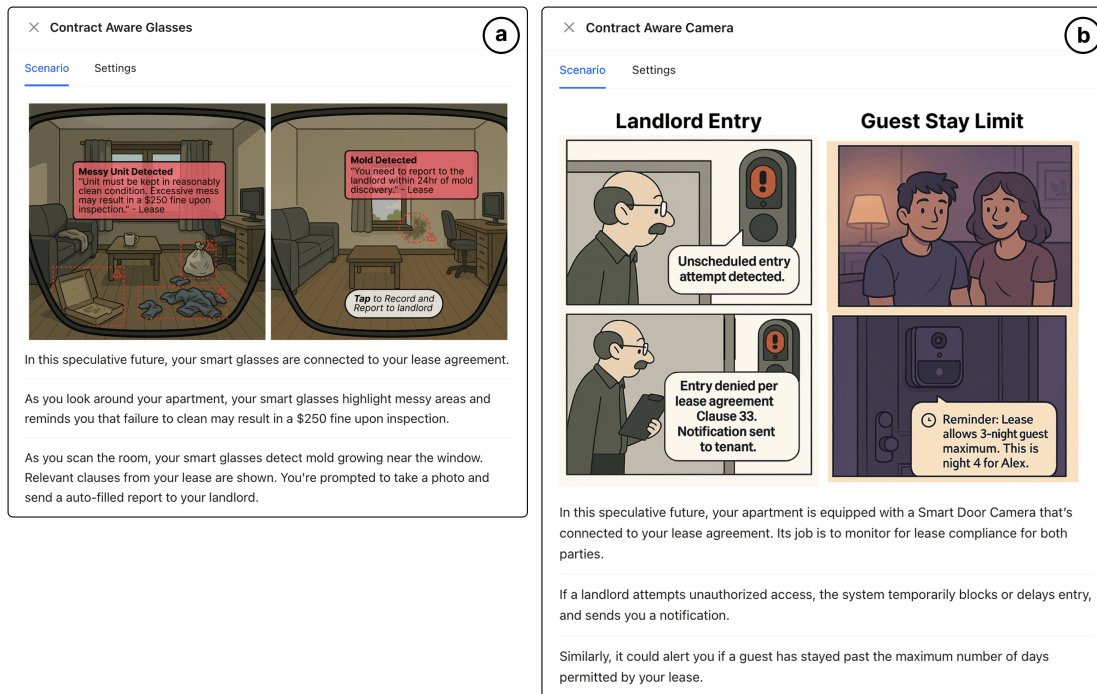 Contract Aware Glasses
a
Scenario Settings
Messy Unit Detected
"Unit must be kept in reasonably
clean condition. Excessive mess
may result in a $250 fine upon
inspection." - Lease
Mold Detected
"You need to report to the
landlord within 24hr of mold
discovery." - Lease
Tap to Record and
Report to landlord
In this speculative future, your smart glasses are connected to your lease agreement.
As you look around your apartment, your smart glasses highlight messy areas and
reminds you that failure to clean may result in a $250 fine upon inspection.
As you scan the room, your smart glasses detect mold growing near the window.
Relevant clauses from your lease are shown. You're prompted to take a photo and
send a auto-filled report to your landlord.
Contract Aware Camera
b
Scenario Settings
Landlord Entry
Unscheduled entry
attempt detected.
Entry denied per
lease agreement
Clause 33.
Notification sent
to tenant.
Guest Stay Limit
Reminder: Lease
allows 3-night guest
maximum. This is
night 4 for Alex.
In this speculative future, your apartment is equipped with a Smart Door Camera that's
connected to your lease agreement. Its job is to monitor for lease compliance for both
parties.
If a landlord attempts unauthorized access, the system temporarily blocks or delays entry,
and sends you a notification.
Similarly, it could alert you if a guest has stayed past the maximum number of days
permitted by your lease.